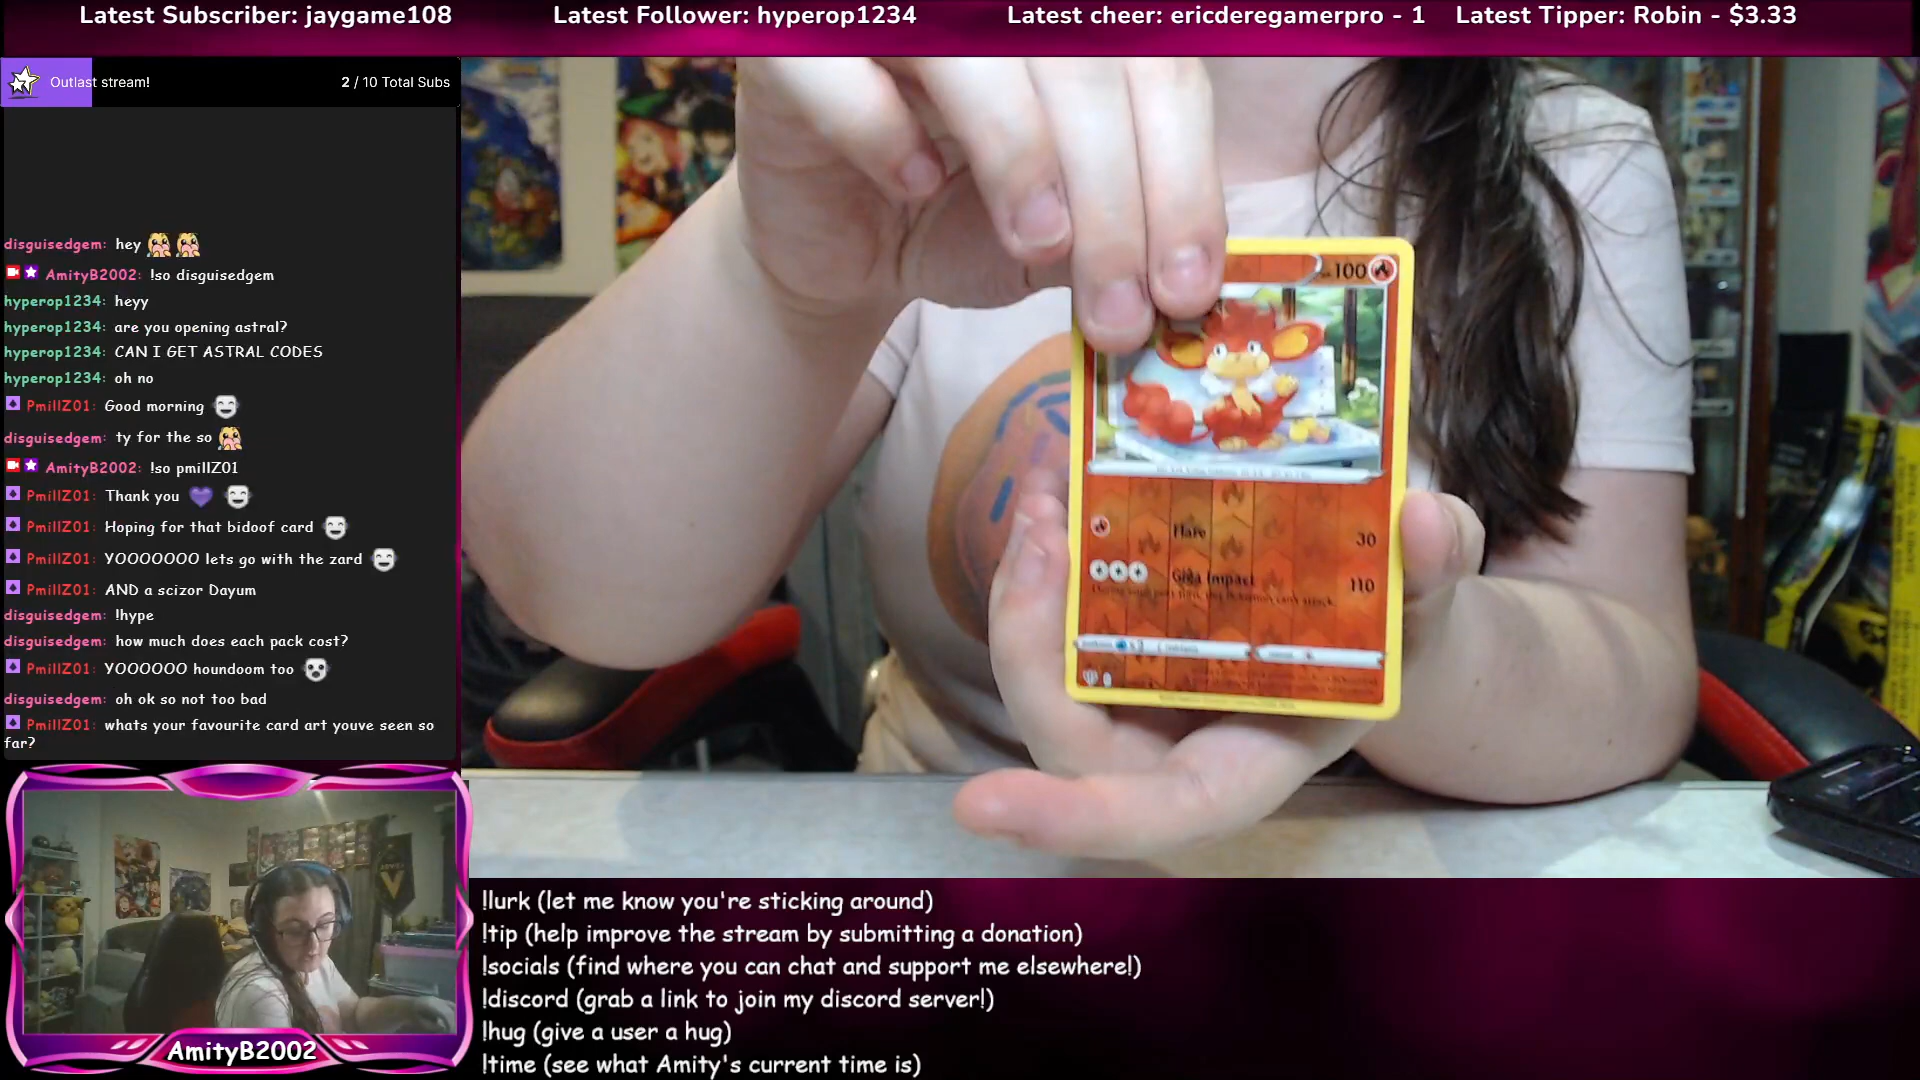 Latest Subscriber: jaygame108
Latest Follower: hyperop1234
Latest cheer: ericderegamerpro - 1
Latest Tipper: Robin - $3.33
Outlast stream!
2 / 10 Total Subs
disguisedgem: hey
AmityB2002: !so disguisedgem
hyperop1234: heyy
hyperop1234: are you opening astral?
hyperop1234: CAN I GET ASTRAL CODES
hyperop1234: oh no
PmillZ01: Good morning
disguisedgem: ty for the so
AmityB2002: !so pmillZ01
PmillZ01: Thank you
PmillZ01: Hoping for that bidoof card
PmillZ01: YOOOOOOO lets go with the zard
PmillZ01: AND a scizor Dayum
disguisedgem: !hype
disguisedgem: how much does each pack cost?
PmillZ01: YOOOOOO houndoom too
disguisedgem: oh ok so not too bad
PmillZ01: whats your favourite card art youve seen so
far?
100
Flare 30
Giga Impact 110
AmityB2002
!lurk (let me know you're sticking around)
!tip (help improve the stream by submitting a donation)
!socials (find where you can chat and support me elsewhere!)
!discord (grab a link to join my discord server!)
!hug (give a user a hug)
!time (see what Amity's current time is)